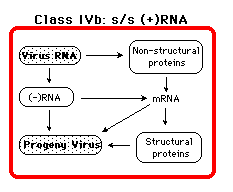 Class IVb: s/s (+)RNA
Virus RNA
Non-structural
proteins
(-)RNA
mRNA
Progeny Virus
Structural
proteins